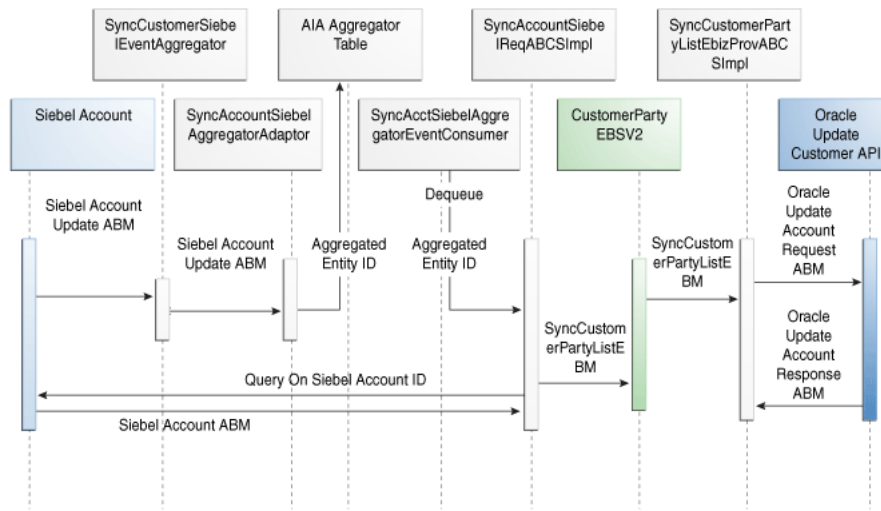 SyncCustomerSiebe
lEventAggregator
AIA Aggregator
Table
SyncAccountSiebe
lReqABCSImpl
SyncCustomerPart
yListEbizProvABC
SImpl
Siebel Account
SyncAccountSiebel
AggregatorAdaptor
SyncAcctSiebelAggre
gatorEventConsumer
CustomerParty
EBSV2
Oracle
Update
Customer API
Dequeue
Siebel Account
Update ABM
Siebel Account
Update ABM
Aggregated
Entity ID
Aggregated
Entity ID
SyncCustom
erPartyListE
BM
SyncCustom
erPartyListE
BM
Oracle
Update
Account
Request
ABM
Oracle
Update
Account
Response
ABM
Query On Siebel Account ID
Siebel Account ABM